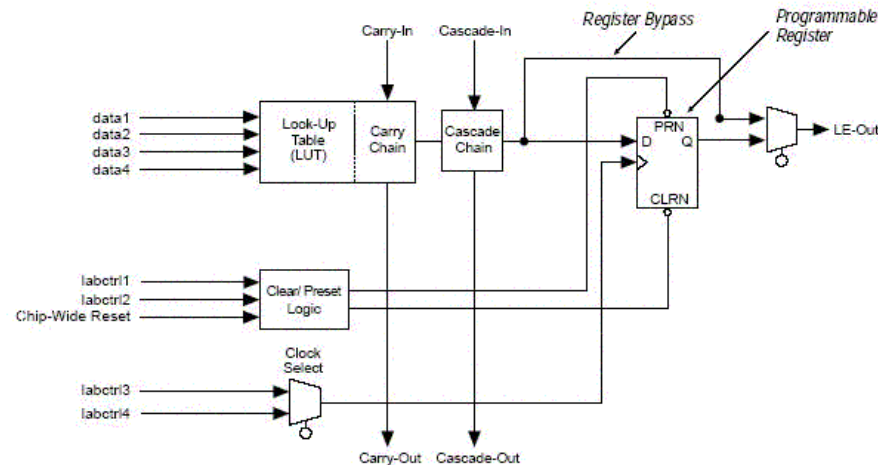 Register Bypass
Programmable
Register
Carry-In
Cascade-In
data1
data2
data3
data4
Look-Up
Table
(LUT)
Carry
Chain
Cascade
Chain
PRN
D
Q
CLRN
LE-Out
labctrl1
labctrl2
Chip-Wide Reset
Clear/ Preset
Logic
Clock
Select
labctrl3
labctrl4
Carry-Out
Cascade-Out